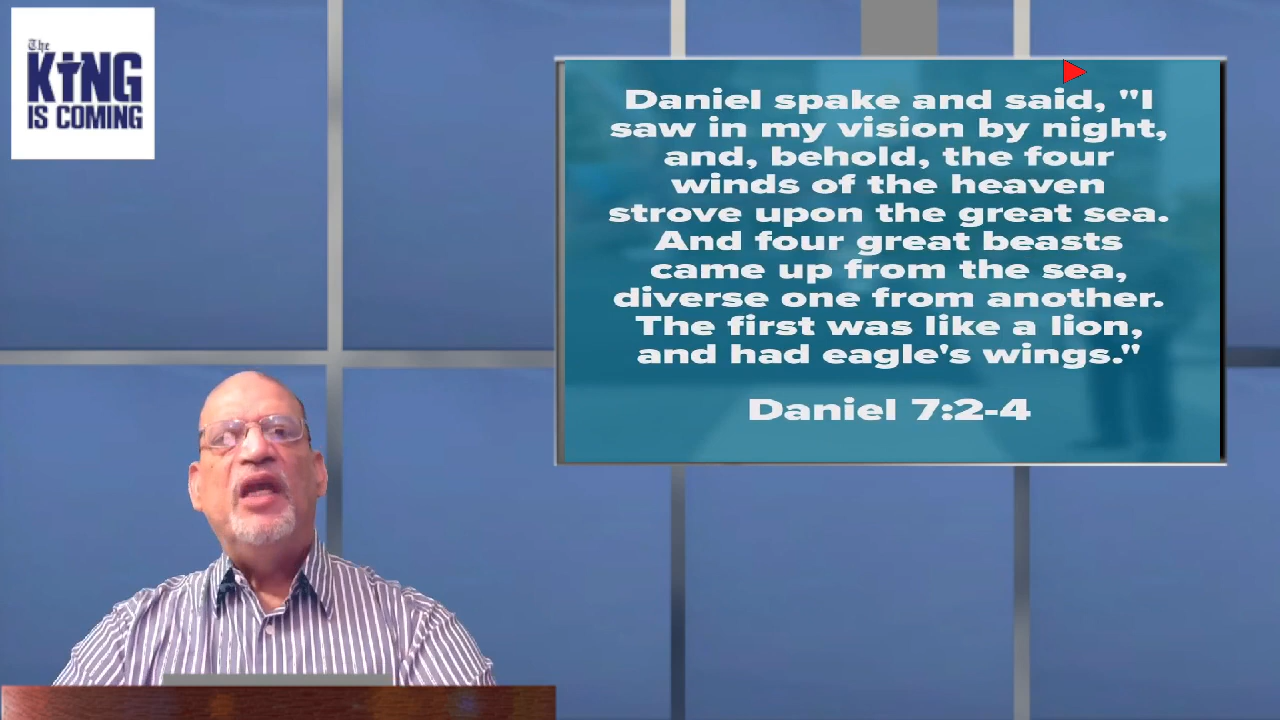 The
KING
IS COMING
Daniel spake and said, "I
saw in my vision by night,
and, behold, the four
winds of the heaven
strove upon the great sea.
And four great beasts
came up from the sea,
diverse one from another.
The first was like a lion,
and had eagle's wings."
Daniel 7:2-4